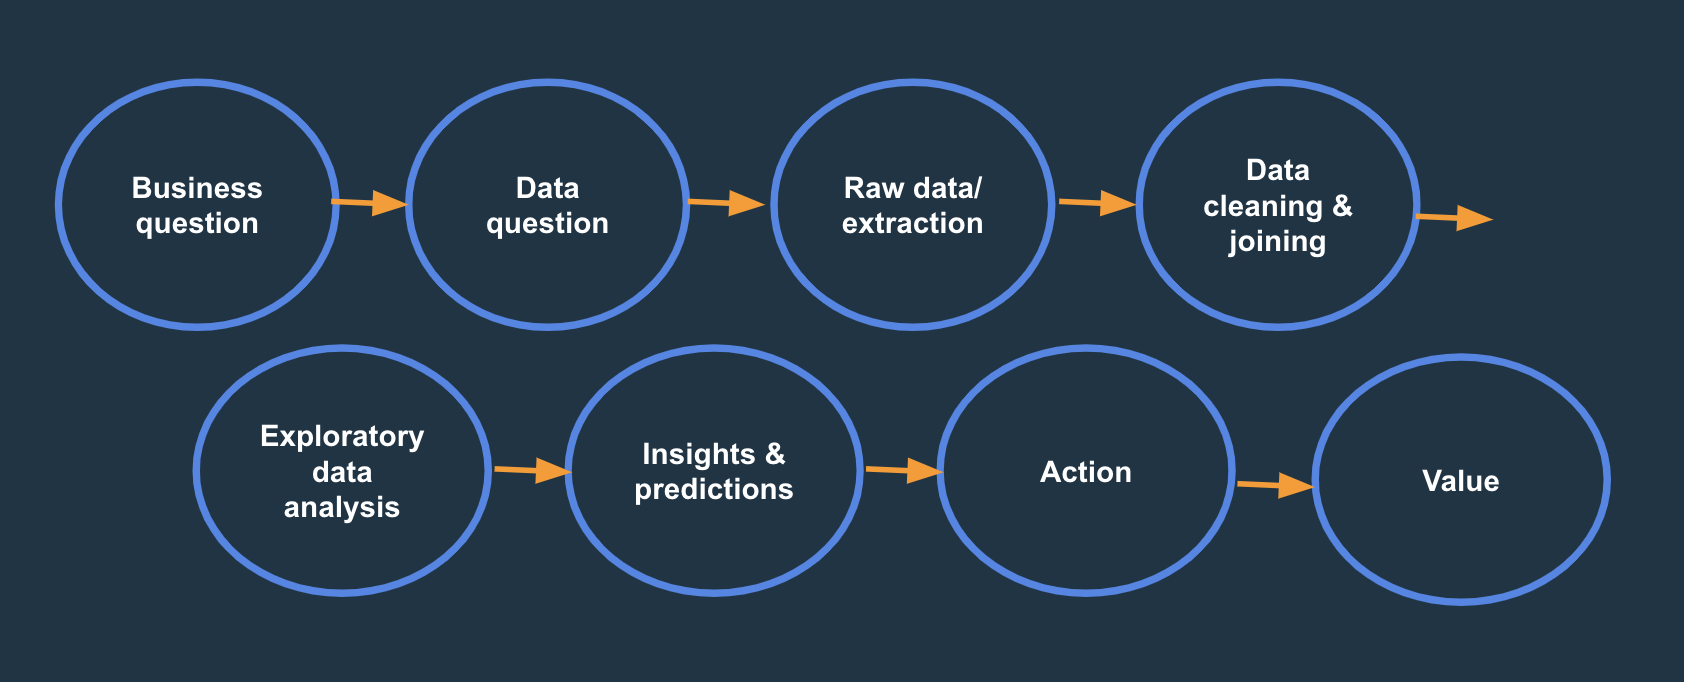 Business
question
Data
question
Raw data/
extraction
Data
cleaning &
joining
Exploratory
data
analysis
Insights &
predictions
Action
Value